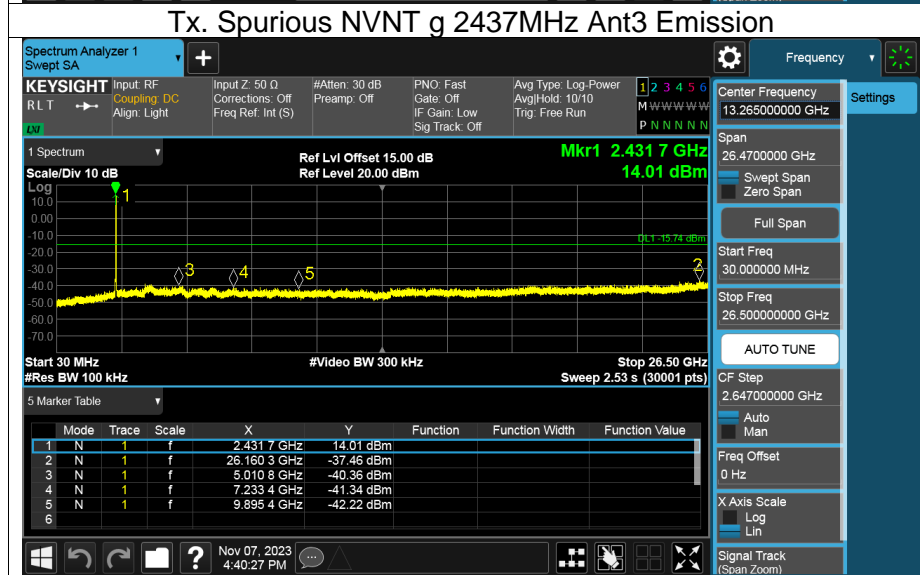 Tx. Spurious NVNT g 2437MHz Ant3 Emission
Spectrum Analyzer 1
Swept SA
+
Frequency
KEYSIGHT
RLT
LXI
Input: RF
Coupling: DC
Align: Light
Input Z: 50 Ω
Corrections: Off
Freq Ref: Int (S)
#Atten: 30 dB
Preamp: Off
PNO: Fast
Gate: Off
IF Gain: Low
Sig Track: Off
Avg Type: Log-Power
Avg|Hold: 10/10
Trig: Free Run
1 2 3 4 5 6
M W W W W W
P N N N N N
1 Spectrum
Scale/Div 10 dB
Ref Lvl Offset 15.00 dB
Ref Level 20.00 dBm
Mkr1 2.431 7 GHz
14.01 dBm
Log
10.0
0.00
-10.0
-20.0
-30.0
-40.0
-50.0
-60.0
-70.0
1
DL1 -15.74 dBm
2
3
4
5
Start 30 MHz
#Res BW 100 kHz
#Video BW 300 kHz
Stop 26.50 GHz
Sweep 2.53 s (30001 pts)
5 Marker Table
Mode Trace Scale X Y Function Function Width Function Value
1 N 1 f 2.431 7 GHz 14.01 dBm
2 N 1 f 26.160 3 GHz -37.46 dBm
3 N 1 f 5.010 8 GHz -40.36 dBm
4 N 1 f 7.233 4 GHz -41.34 dBm
5 N 1 f 9.895 4 GHz -42.22 dBm
6
?
Nov 07, 2023
4:40:27 PM
Center Frequency
13.265000000 GHz
Settings
Span
26.4700000 GHz
Swept Span
Zero Span
Full Span
Start Freq
30.000000 MHz
Stop Freq
26.500000000 GHz
AUTO TUNE
CF Step
2.647000000 GHz
Auto
Man
Freq Offset
0 Hz
X Axis Scale
Log
Lin
Signal Track
(Span Zoom)